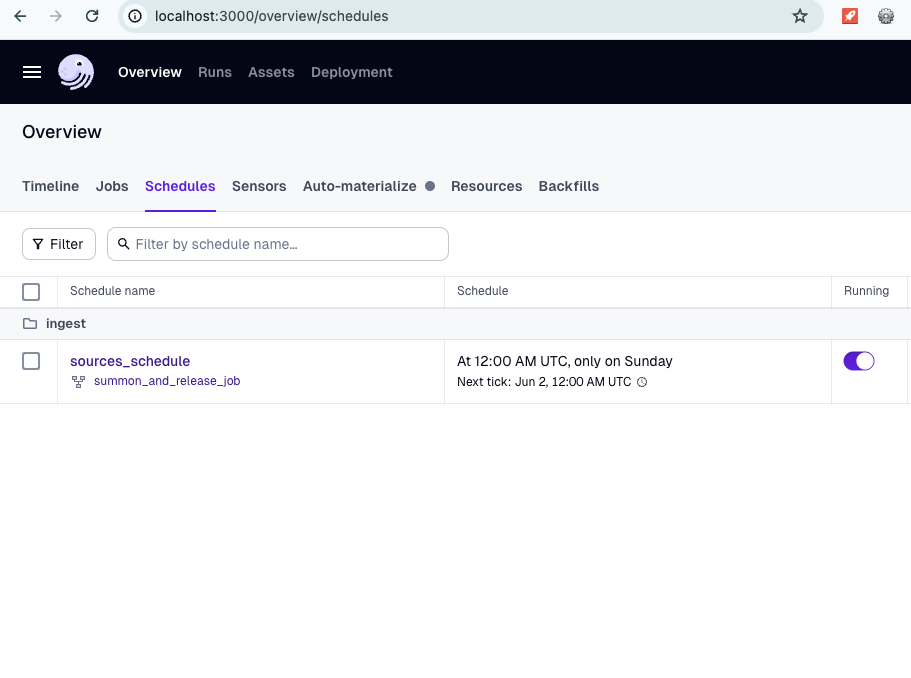 localhost:3000/overview/schedules
Overview Runs Assets Deployment
Overview
Timeline Jobs Schedules Sensors Auto-materialize Resources Backfills
Filter Filter by schedule name…
Schedule name Schedule Running
ingest
sources_schedule At 12:00 AM UTC, only on Sunday
summon_and_release_job Next tick: Jun 2, 12:00 AM UTC